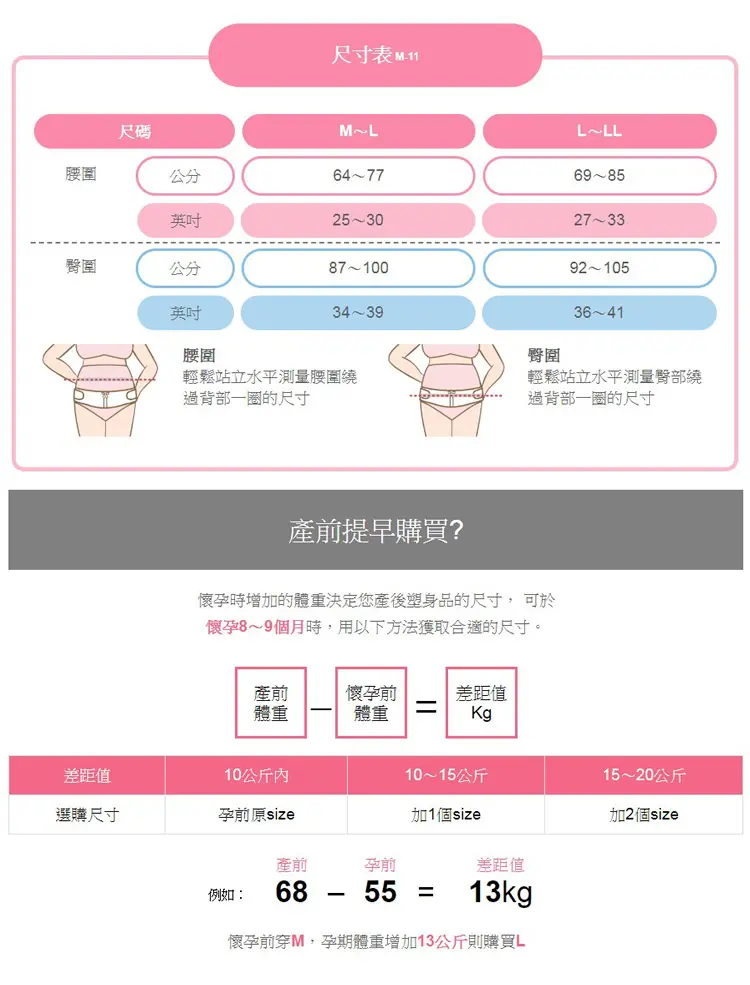 尺寸表 M-11
尺碼 M～L L～LL
腰圍 公分 64～77 69～85
英吋 25～30 27～33
臀圍 公分 87～100 92～105
英吋 34～39 36～41
腰圍
輕鬆站立水平測量腰圍繞
過背部一圈的尺寸
臀圍
輕鬆站立水平測量臀部繞
過背部一圈的尺寸
產前提早購買?
懷孕時增加的體重決定您產後塑身品的尺寸， 可於
懷孕8～9個月時，用以下方法獲取合適的尺寸。
產前
體重
—
懷孕前
體重
=
差距值
Kg
差距值 10公斤內 10～15公斤 15～20公斤
選購尺寸 孕前原size 加1個size 加2個size
產前 孕前 差距值
例如： 68 – 55 = 13kg
懷孕前穿M，孕期體重增加13公斤則購買L